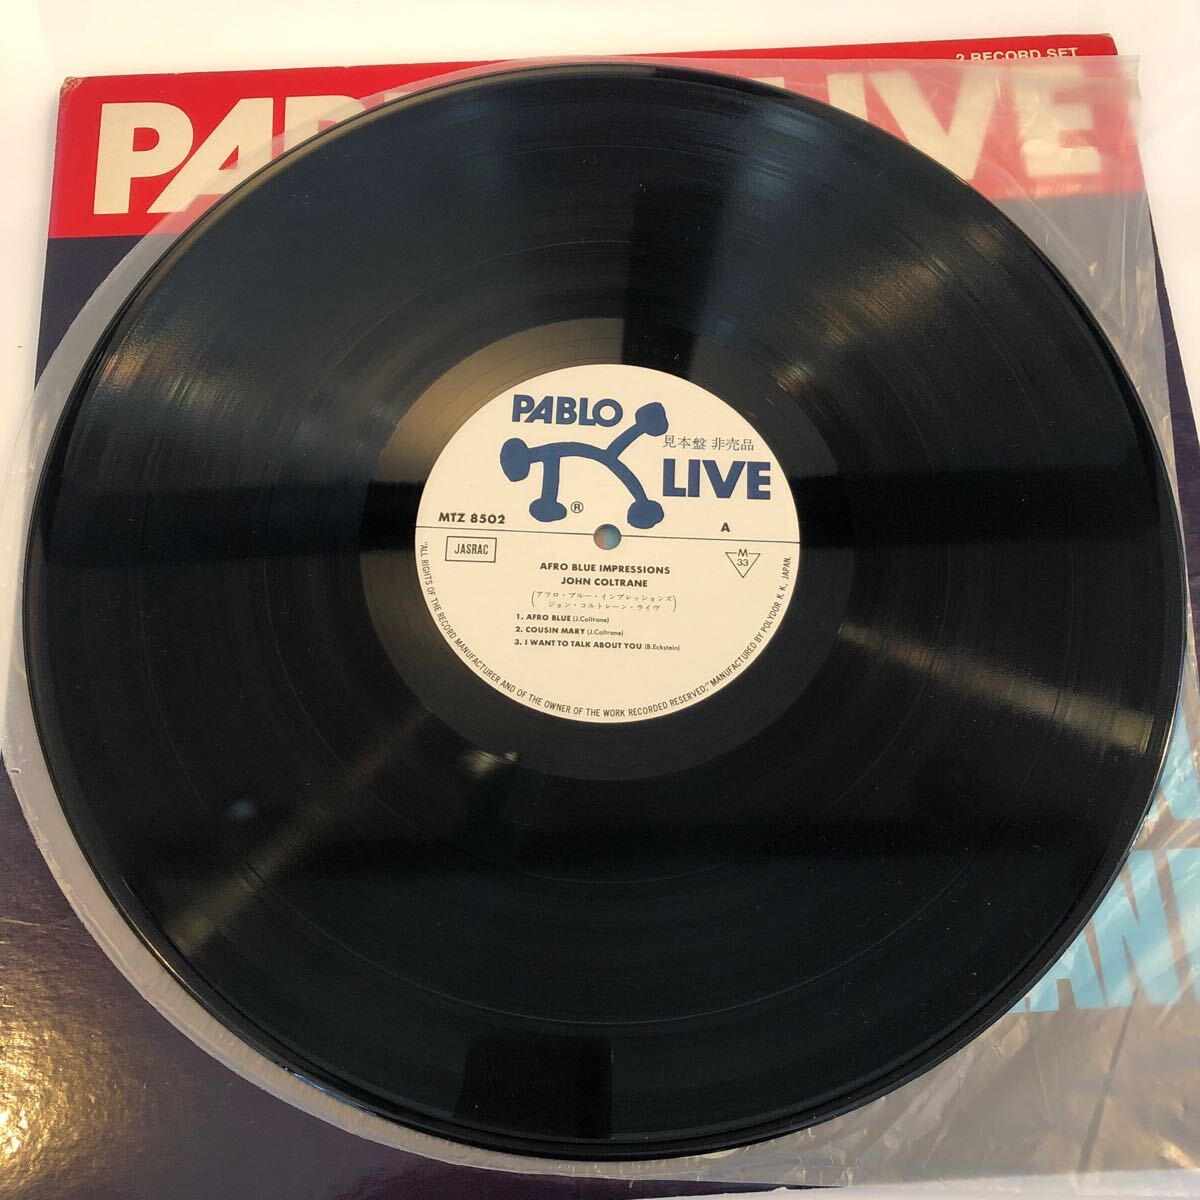 2 RECORD SET
LIVE
PABLO
見本盤 非売品
LIVE
®
MTZ 8502
A
JASRAC
M
33
AFRO BLUE IMPRESSIONS
JOHN COLTRANE
(アフロ・ブルー・インプレッションズ
ジョン・コルトレーン・ライヴ)
1. AFRO BLUE (J.Coltrane)
2. COUSIN MARY (J.Coltrane)
3. I WANT TO TALK ABOUT YOU (B.Eckstein)
"ALL RIGHTS OF THE RECORD MANUFACTURER AND OF THE OWNER OF THE WORK RECORDED RESERVED;" MANUFACTURED BY POLYDOR K. K., JAPAN.